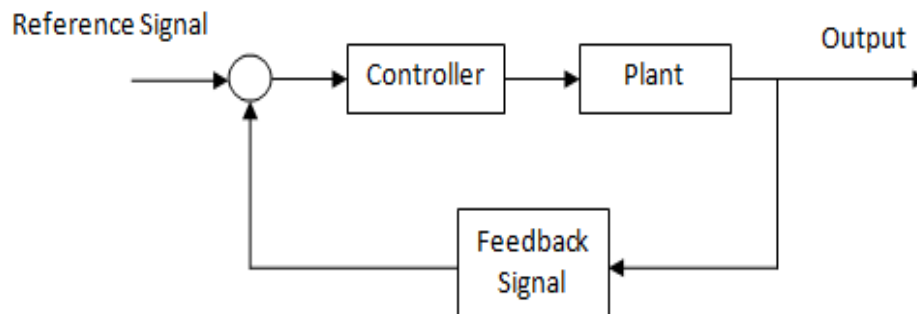 Reference Signal
Output
Controller
Plant
Feedback
Signal